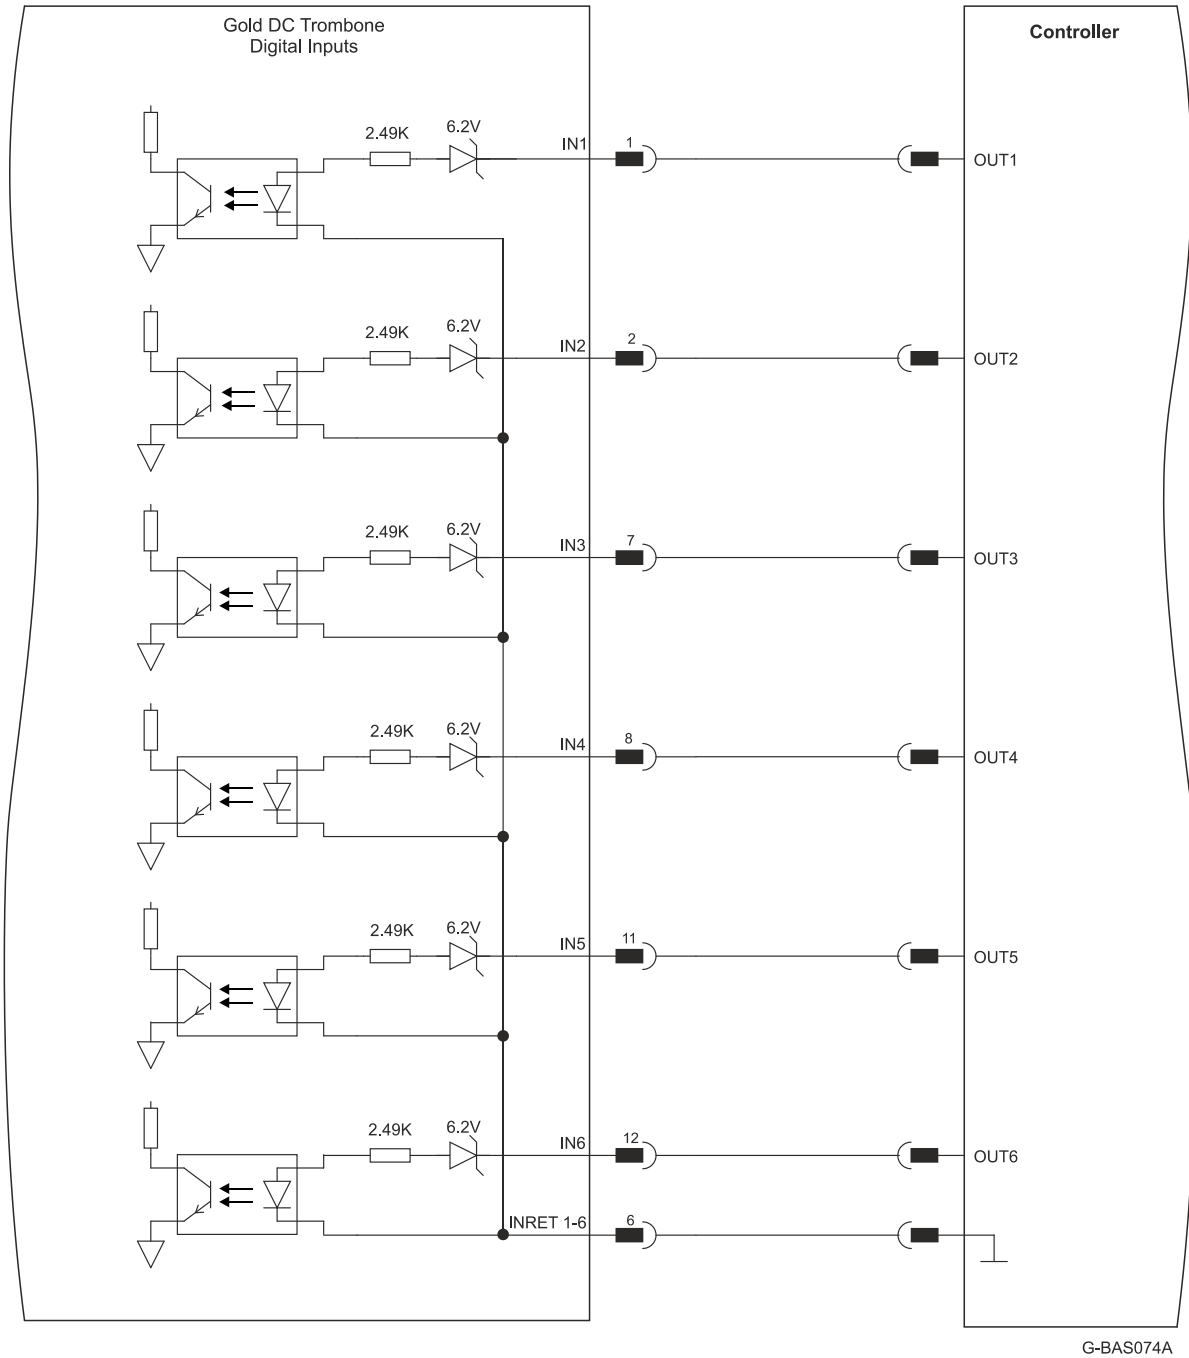 Gold DC Trombone
Digital Inputs
Controller
2.49K
6.2V
IN1
1
OUT1
2.49K
6.2V
IN2
2
OUT2
2.49K
6.2V
IN3
7
OUT3
2.49K
6.2V
IN4
8
OUT4
2.49K
6.2V
IN5
11
OUT5
2.49K
6.2V
IN6
12
OUT6
INRET 1-6
6
G-BAS074A